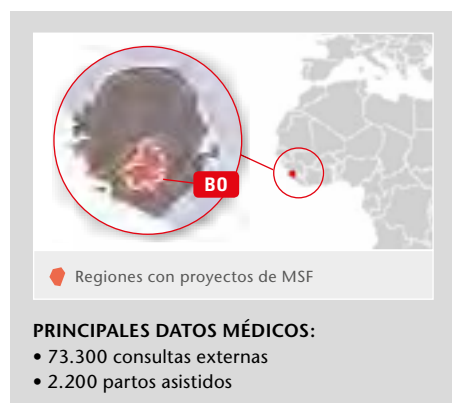 BO
Regiones con proyectos de MSF
PRINCIPALES DATOS MÉDICOS:
• 73.300 consultas externas
• 2.200 partos asistidos